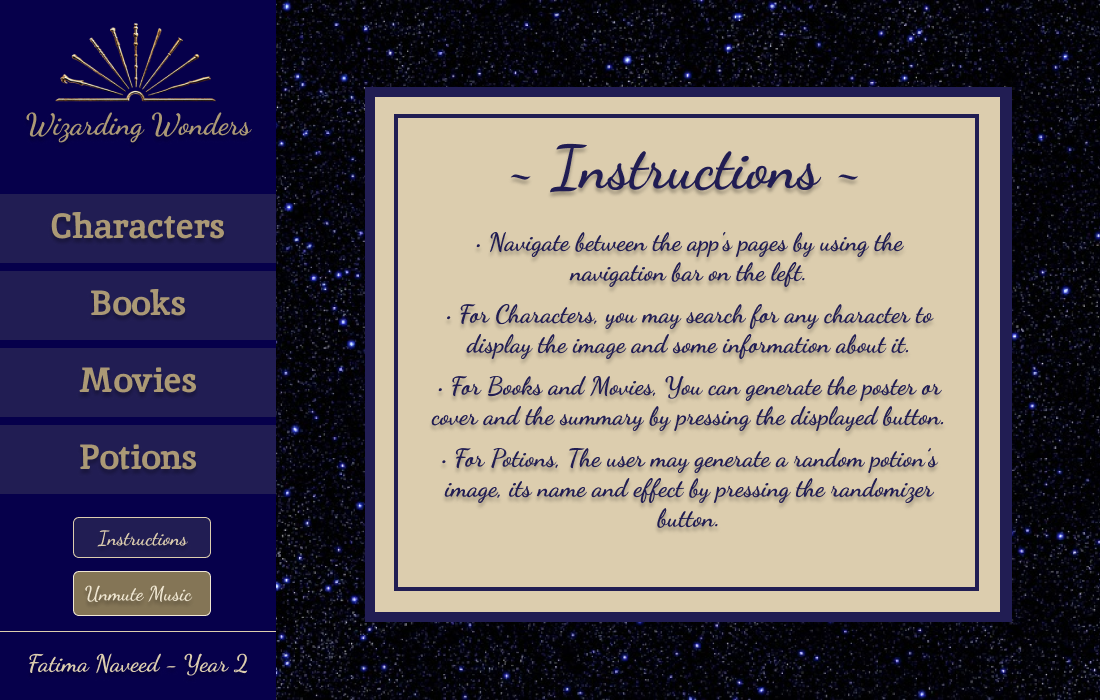 Wizarding Wonders
Characters
Books
Movies
Potions
Instructions
Unmute Music
Fatima Naveed - Year 2
~ Instructions ~
• Navigate between the app's pages by using the
navigation bar on the left.
• For Characters, you may search for any character to
display the image and some information about it.
• For Books and Movies, You can generate the poster or
cover and the summary by pressing the displayed button.
• For Potions, The user may generate a random potion's
image, its name and effect by pressing the randomizer
button.